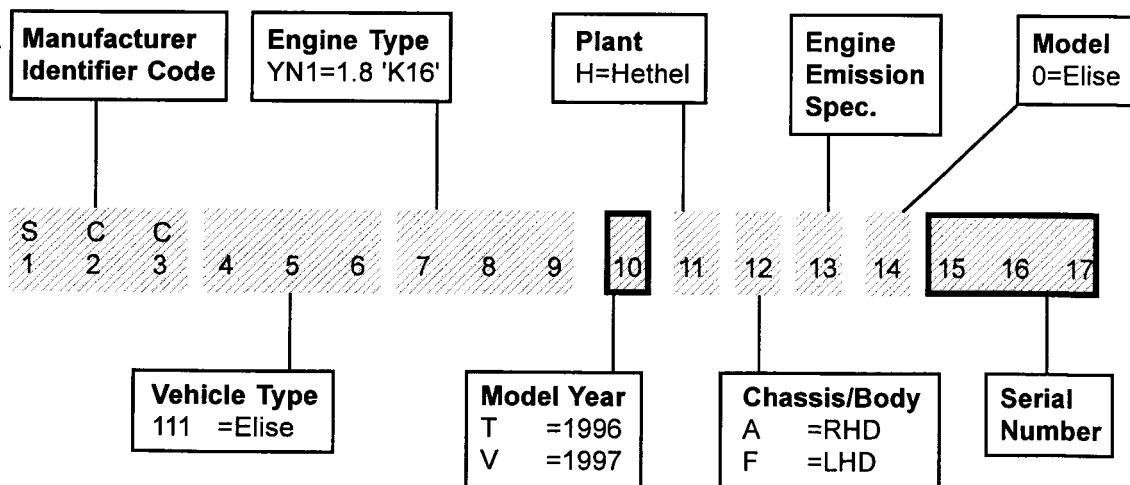 Manufacturer
Identifier Code
Engine Type
YN1=1.8 'K16'
Plant
H=Hethel
Engine
Emission
Spec.
Model
0=Elise
S C C
1 2 3 4 5 6 7 8 9 10 11 12 13 14 15 16 17
Vehicle Type
111 =Elise
Model Year
T =1996
V =1997
Chassis/Body
A =RHD
F =LHD
Serial
Number